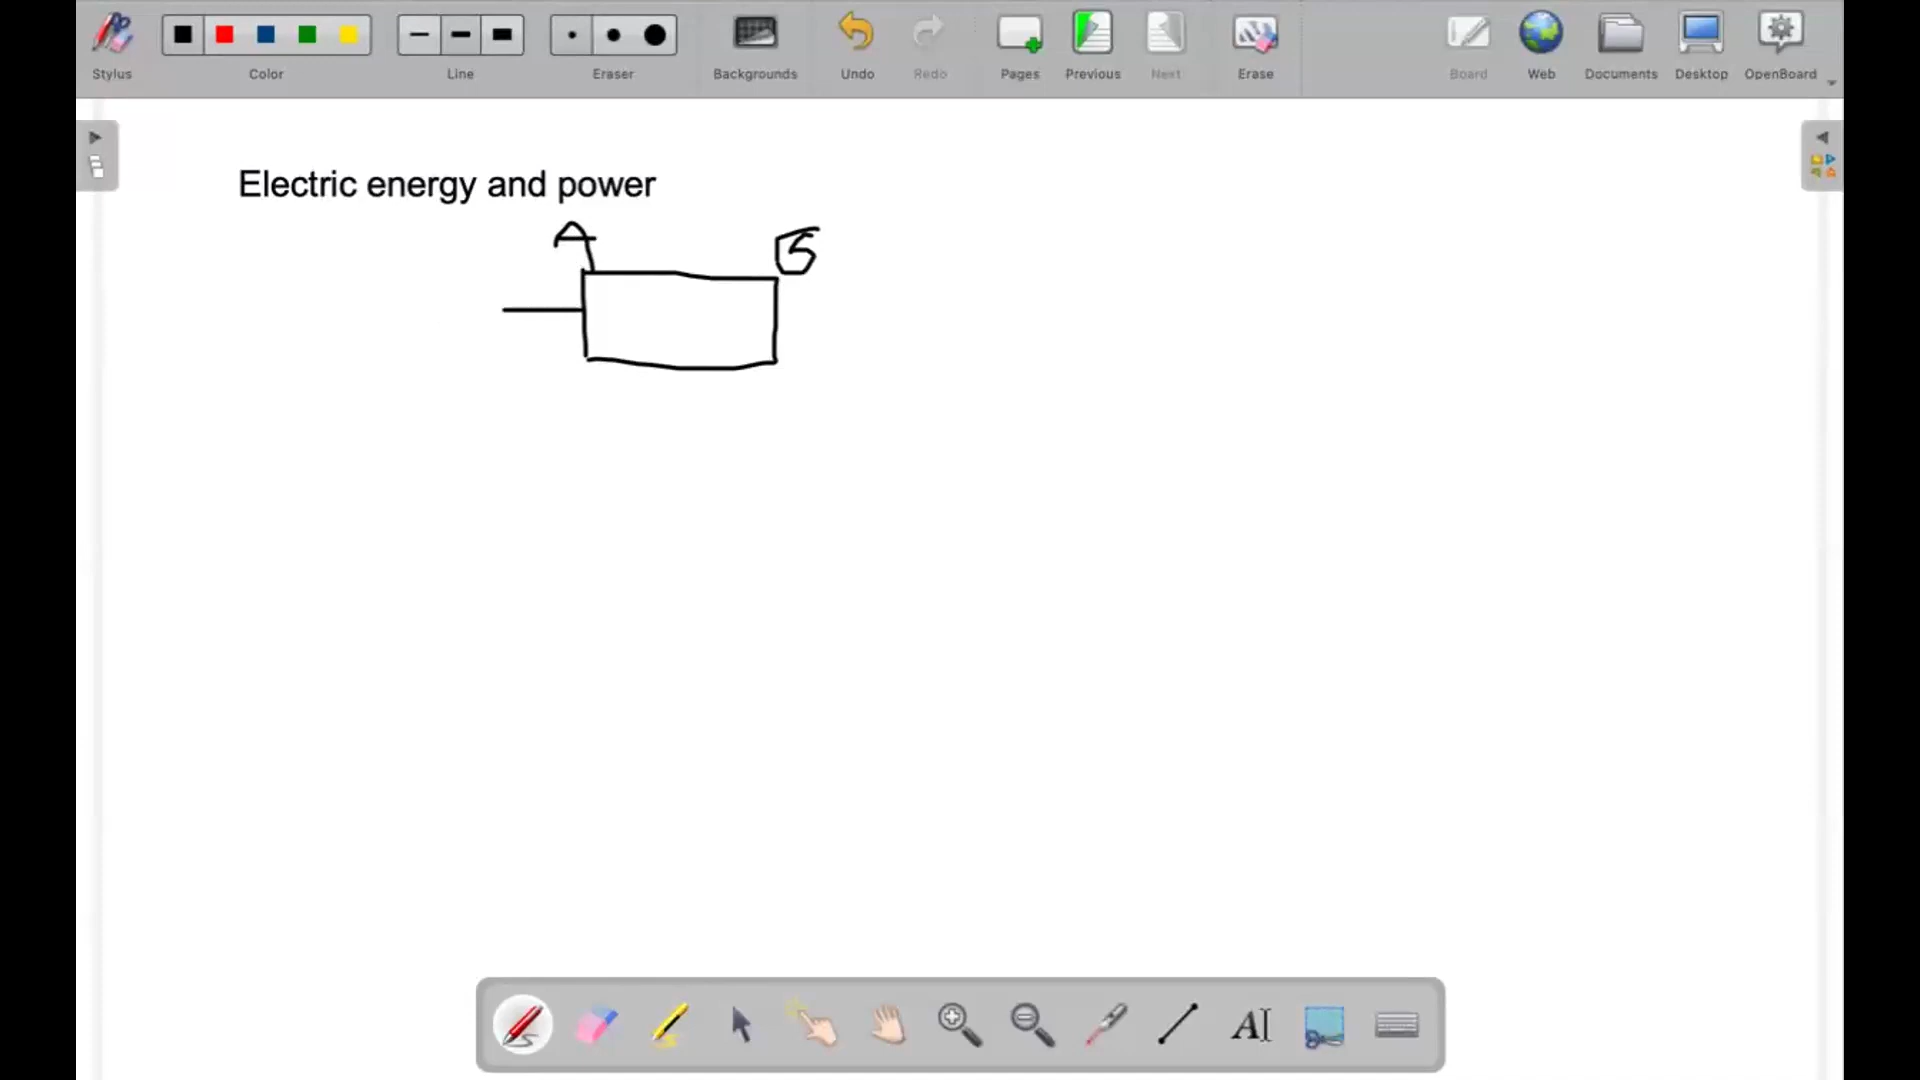 Stylus Color Line Eraser Backgrounds Undo Redo Pages Previous Next Erase Board Web Documents Desktop OpenBoard
Electric energy and power
A B
AI